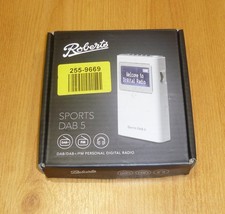 Roberts
255-9669
Welcome to
Digital Radio
SPORTS
DAB 5
DAB/DAB+/FM PERSONAL DIGITAL RADIO